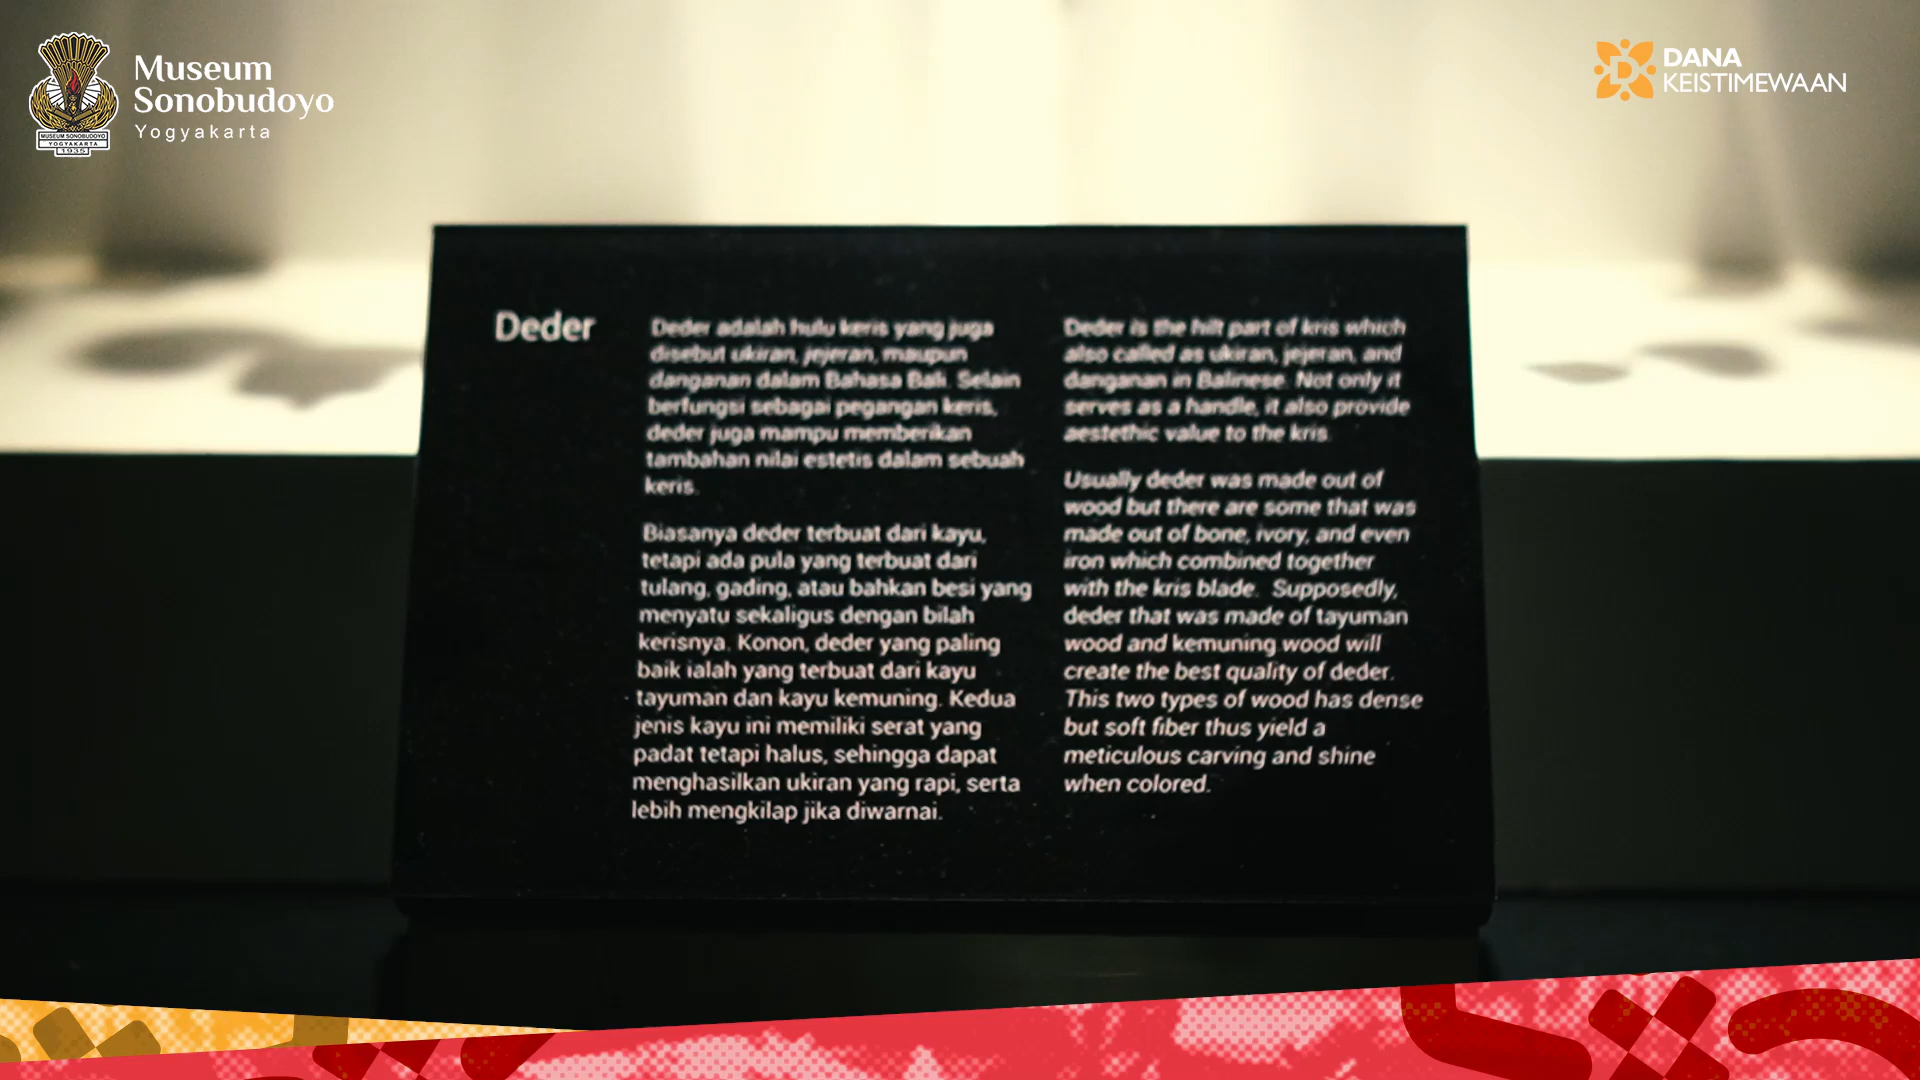 Museum
Sonobudoyo
Yogyakarta
MUSEUM SONOBUDOYO
YOGYAKARTA
1935
DANA
KEISTIMEWAAN
Deder
Deder adalah hulu keris yang juga
disebut ukiran, jejeran, maupun
danganan dalam Bahasa Bali. Selain
berfungsi sebagai pegangan keris,
deder juga mampu memberikan
tambahan nilai estetis dalam sebuah
keris.
Biasanya deder terbuat dari kayu,
tetapi ada pula yang terbuat dari
tulang, gading, atau bahkan besi yang
menyatu sekaligus dengan bilah
kerisnya. Konon, deder yang paling
baik ialah yang terbuat dari kayu
tayuman dan kayu kemuning. Kedua
jenis kayu ini memiliki serat yang
padat tetapi halus, sehingga dapat
menghasilkan ukiran yang rapi, serta
lebih mengkilap jika diwarnai.
Deder is the hilt part of kris which
also called as ukiran, jejeran, and
danganan in Balinese. Not only it
serves as a handle, it also provide
aestethic value to the kris.
Usually deder was made out of
wood but there are some that was
made out of bone, ivory, and even
iron which combined together
with the kris blade. Supposedly,
deder that was made of tayuman
wood and kemuning wood will
create the best quality of deder.
This two types of wood has dense
but soft fiber thus yield a
meticulous carving and shine
when colored.